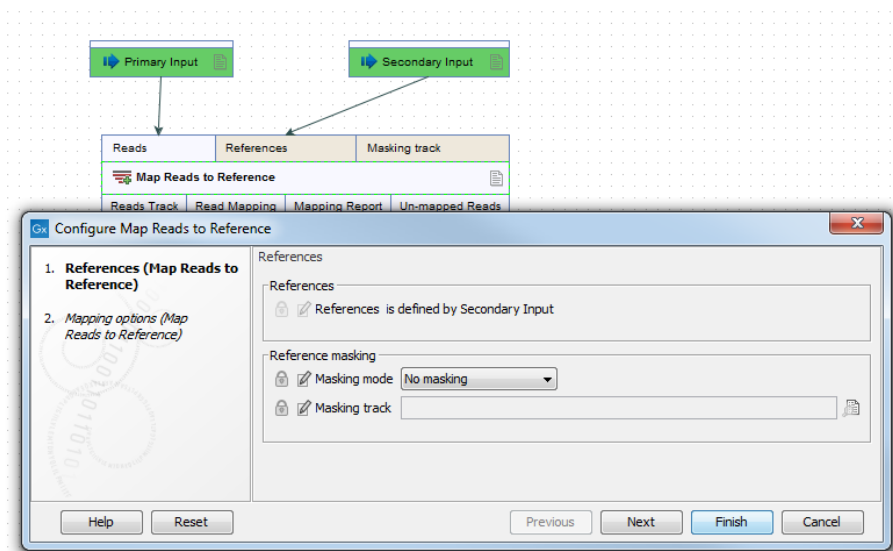 Primary Input
Secondary Input
Reads
References
Masking track
Map Reads to Reference
Reads Track
Read Mapping
Mapping Report
Un-mapped Reads
Gx
Configure Map Reads to Reference
1. References (Map Reads to
Reference)
2. Mapping options (Map
Reads to Reference)
References
References
References is defined by Secondary Input
Reference masking
Masking mode No masking
Masking track
Help
Reset
Previous
Next
Finish
Cancel